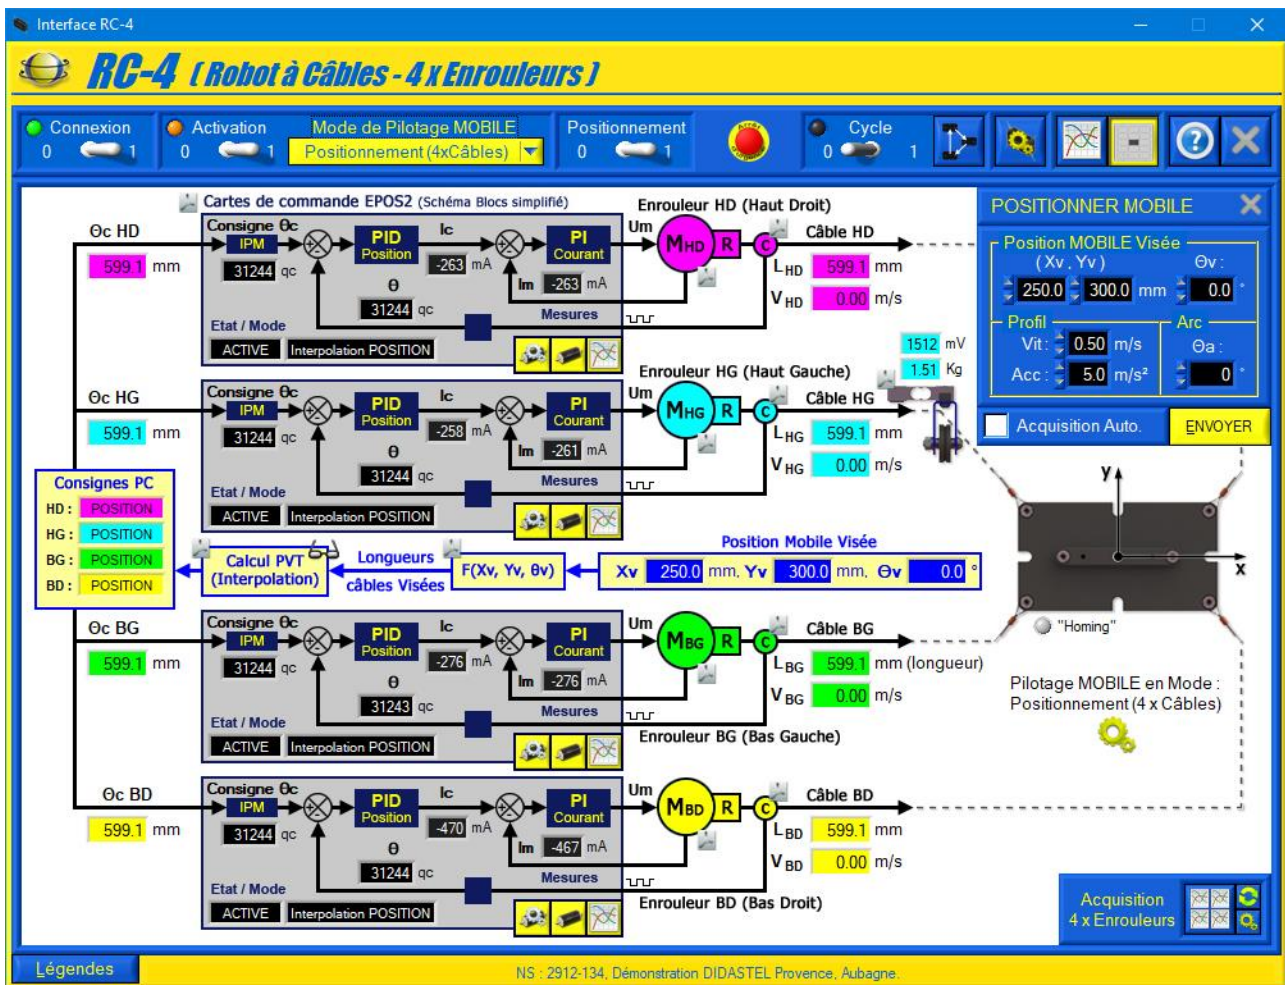 Interface RC-4
RC-4 ( Robot à Câbles - 4 x Enrouleurs )
Connexion
0 1
Activation
0 1
Mode de Pilotage MOBILE
Positionnement (4xCâbles)
Positionnement
0 1
Arrêt
Cycle
0 1
Cartes de commande EPOS2 (Schéma Blocs simplifié)
Θc HD
599.1 mm
Consigne Θc
IPM
31244 qc
PID
Position
Ic
-263 mA
PI
Courant
Um
Θ
31244 qc
Im -263 mA
Mesures
Etat / Mode
ACTIVE Interpolation POSITION
Enrouleur HD (Haut Droit)
MHD R C
Câble HD
L HD 599.1 mm
V HD 0.00 m/s
POSITIONNER MOBILE
Position MOBILE Visée
( Xv , Yv ) Θv :
250.0 300.0 mm 0.0 °
Profil
Vit : 0.50 m/s
Acc : 5.0 m/s²
Arc
Θa :
0 °
Acquisition Auto. ENVOYER
1512 mV
1.51 Kg
Θc HG
599.1 mm
Consigne Θc
IPM
31244 qc
PID
Position
Ic
-258 mA
PI
Courant
Um
Θ
31244 qc
Im -261 mA
Mesures
Etat / Mode
ACTIVE Interpolation POSITION
Enrouleur HG (Haut Gauche)
MHG R C
Câble HG
L HG 599.1 mm
V HG 0.00 m/s
Consignes PC
HD : POSITION
HG : POSITION
BG : POSITION
BD : POSITION
Calcul PVT
(Interpolation)
Longueurs
câbles Visées
F(Xv, Yv, θv)
Position Mobile Visée
Xv 250.0 mm, Yv 300.0 mm, Θv 0.0 °
y
x
"Homing"
Pilotage MOBILE en Mode :
Positionnement (4 x Câbles)
Θc BG
599.1 mm
Consigne Θc
IPM
31244 qc
PID
Position
Ic
-276 mA
PI
Courant
Um
Θ
31243 qc
Im -276 mA
Mesures
Etat / Mode
ACTIVE Interpolation POSITION
MBG R C
Câble BG
L BG 599.1 mm (longueur)
V BG 0.00 m/s
Enrouleur BG (Bas Gauche)
Θc BD
599.1 mm
Consigne Θc
IPM
31244 qc
PID
Position
Ic
-470 mA
PI
Courant
Um
Θ
31244 qc
Im -467 mA
Mesures
Etat / Mode
ACTIVE Interpolation POSITION
MBD R C
Câble BD
L BD 599.1 mm
V BD 0.00 m/s
Enrouleur BD (Bas Droit)
Acquisition
4 x Enrouleurs
Légendes
NS : 2912-134, Démonstration DIDASTEL Provence, Aubagne.